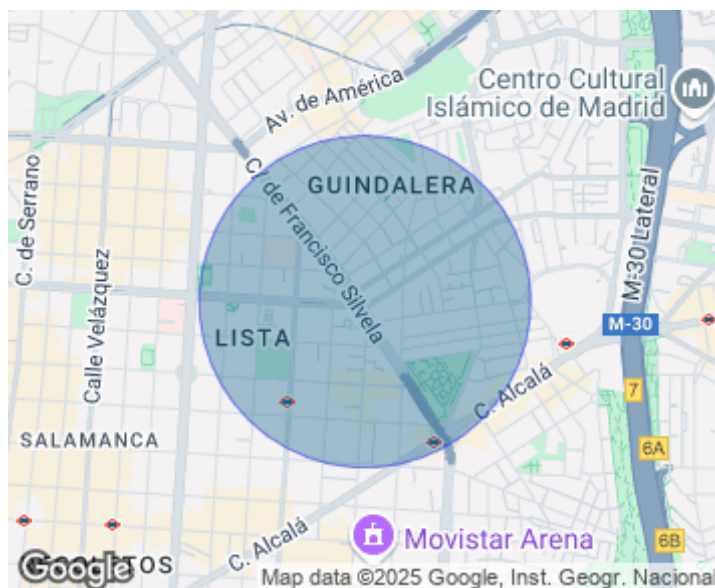 Av. de América
Centro Cultural
Islámico de Madrid
C. de Serrano
Calle Velázquez
C/ de Francisco Silvela
GUINDALERA
M-30 Lateral
LISTA
M-30
7
C. Alcalá
SALAMANCA
6A
C. Alcalá
Movistar Arena
6B
Google
Map data ©2025 Google, Inst. Geogr. Nacional